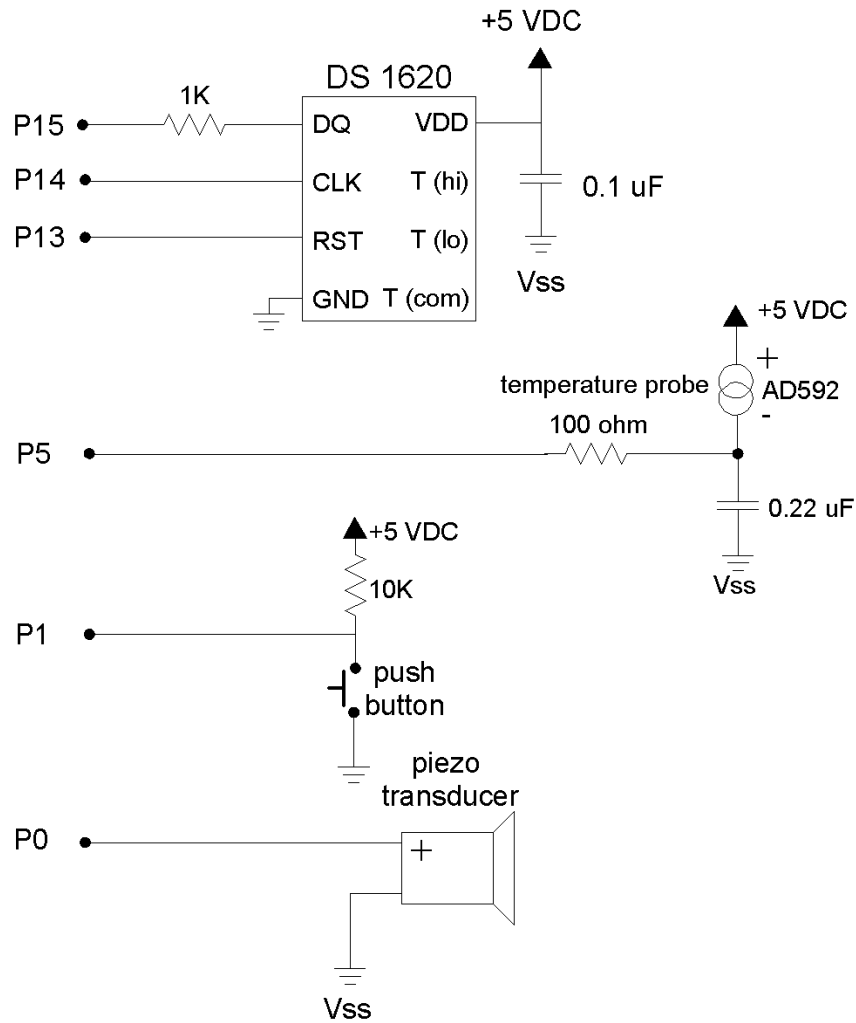 +5 VDC
DS 1620
1K
P15
DQ
VDD
P14
CLK
T (hi)
0.1 uF
P13
RST
T (lo)
Vss
GND
T (com)
+5 VDC
+
temperature probe
AD592
-
100 ohm
P5
0.22 uF
+5 VDC
Vss
10K
P1
push
button
piezo
transducer
P0
+
Vss